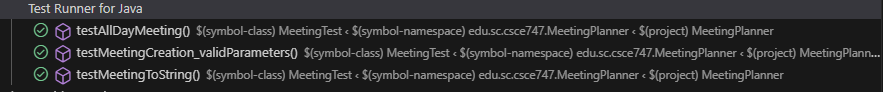 Test Runner for Java
testAllDayMeeting() $(symbol-class) MeetingTest < $(symbol-namespace) edu.sc.csce747.MeetingPlanner < $(project) MeetingPlanner
testMeetingCreation_validParameters() $(symbol-class) MeetingTest < $(symbol-namespace) edu.sc.csce747.MeetingPlanner < $(project) MeetingPlann...
testMeetingToString() $(symbol-class) MeetingTest < $(symbol-namespace) edu.sc.csce747.MeetingPlanner < $(project) MeetingPlanner